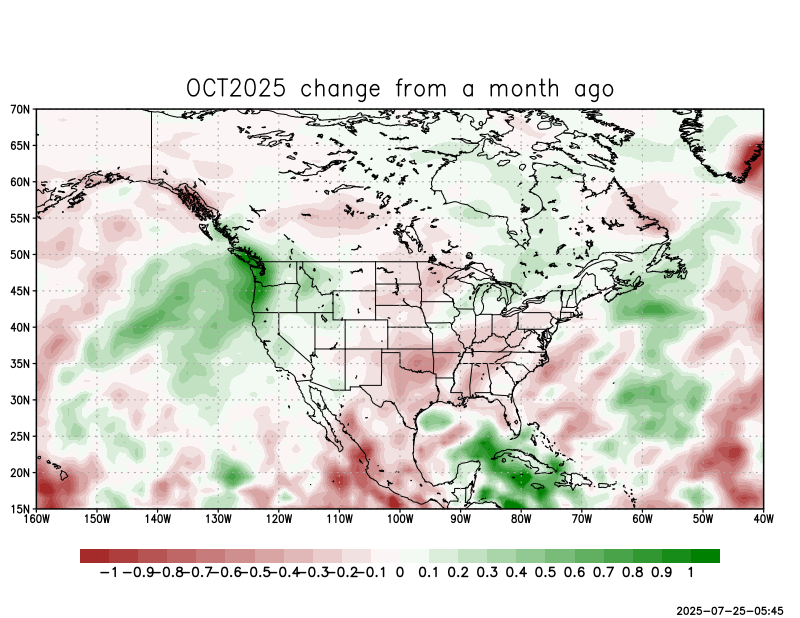 OCT2025 change from a month ago
70N
65N
60N
55N
50N
45N
40N
35N
30N
25N
20N
15N
160W 150W 140W 130W 120W 110W 100W 90W 80W 70W 60W 50W 40W
-1 -0.9 -0.8 -0.7 -0.6 -0.5 -0.4 -0.3 -0.2 -0.1 0 0.1 0.2 0.3 0.4 0.5 0.6 0.7 0.8 0.9 1
2025-07-25-05:45